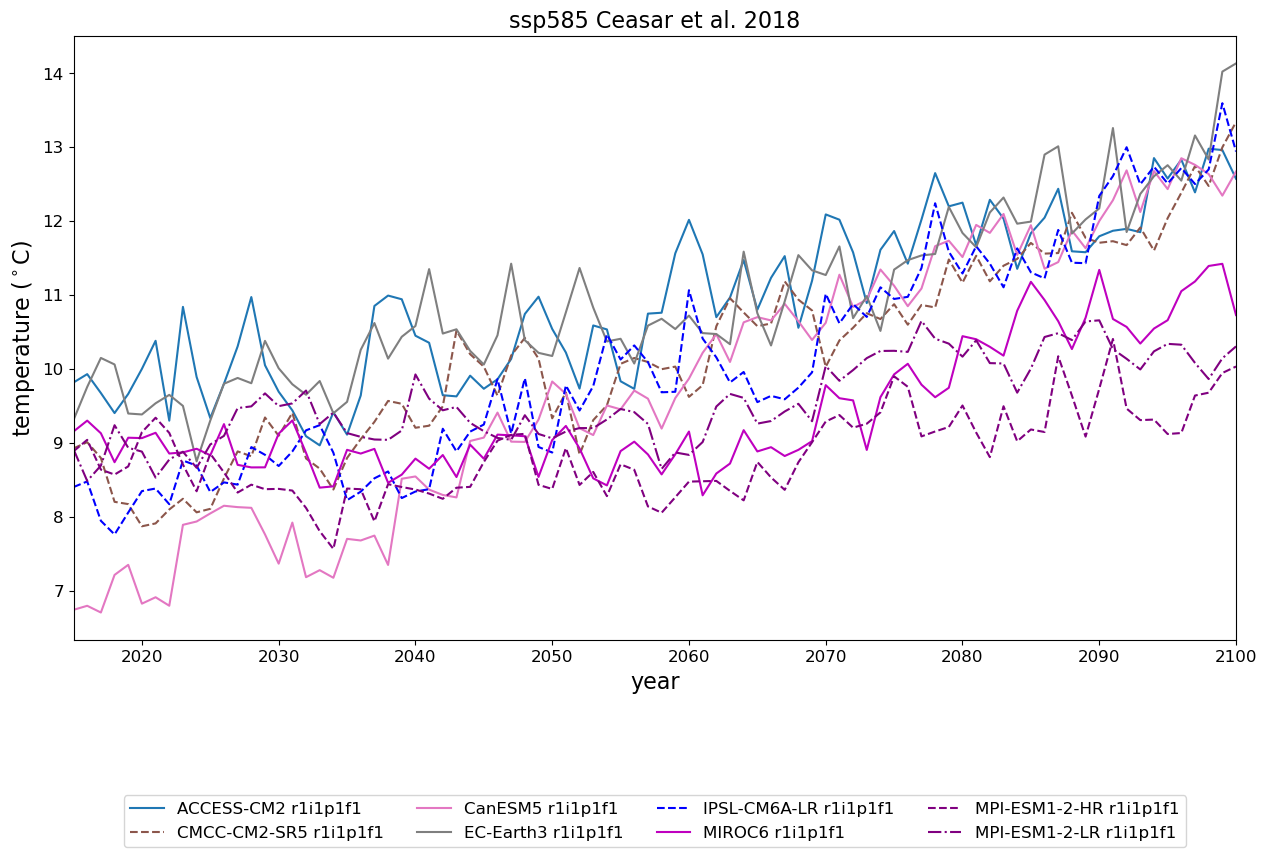 ssp585 Ceasar et al. 2018
14
13
12
11
10
9
8
7
temperature (°C)
2020 2030 2040 2050 2060 2070 2080 2090 2100
year
ACCESS-CM2 r1i1p1f1 CanESM5 r1i1p1f1 IPSL-CM6A-LR r1i1p1f1 MPI-ESM1-2-HR r1i1p1f1
CMCC-CM2-SR5 r1i1p1f1 EC-Earth3 r1i1p1f1 MIROC6 r1i1p1f1 MPI-ESM1-2-LR r1i1p1f1